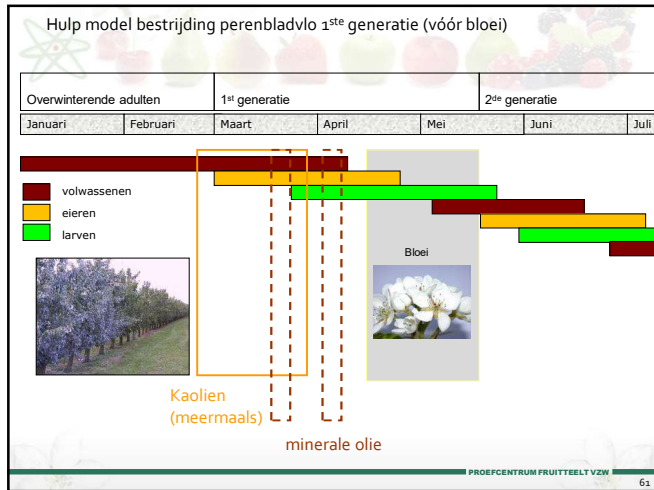 Hulp model bestrijding perenbladvlo 1ste generatie (vóór bloei)
Overwinterende adulten 1st generatie 2de generatie
Januari Februari Maart April Mei Juni Juli
volwassenen
eieren
larven
Bloei
Kaolien
(meermaals)
minerale olie
PROEFCENTRUM FRUITTEELT VZW
61